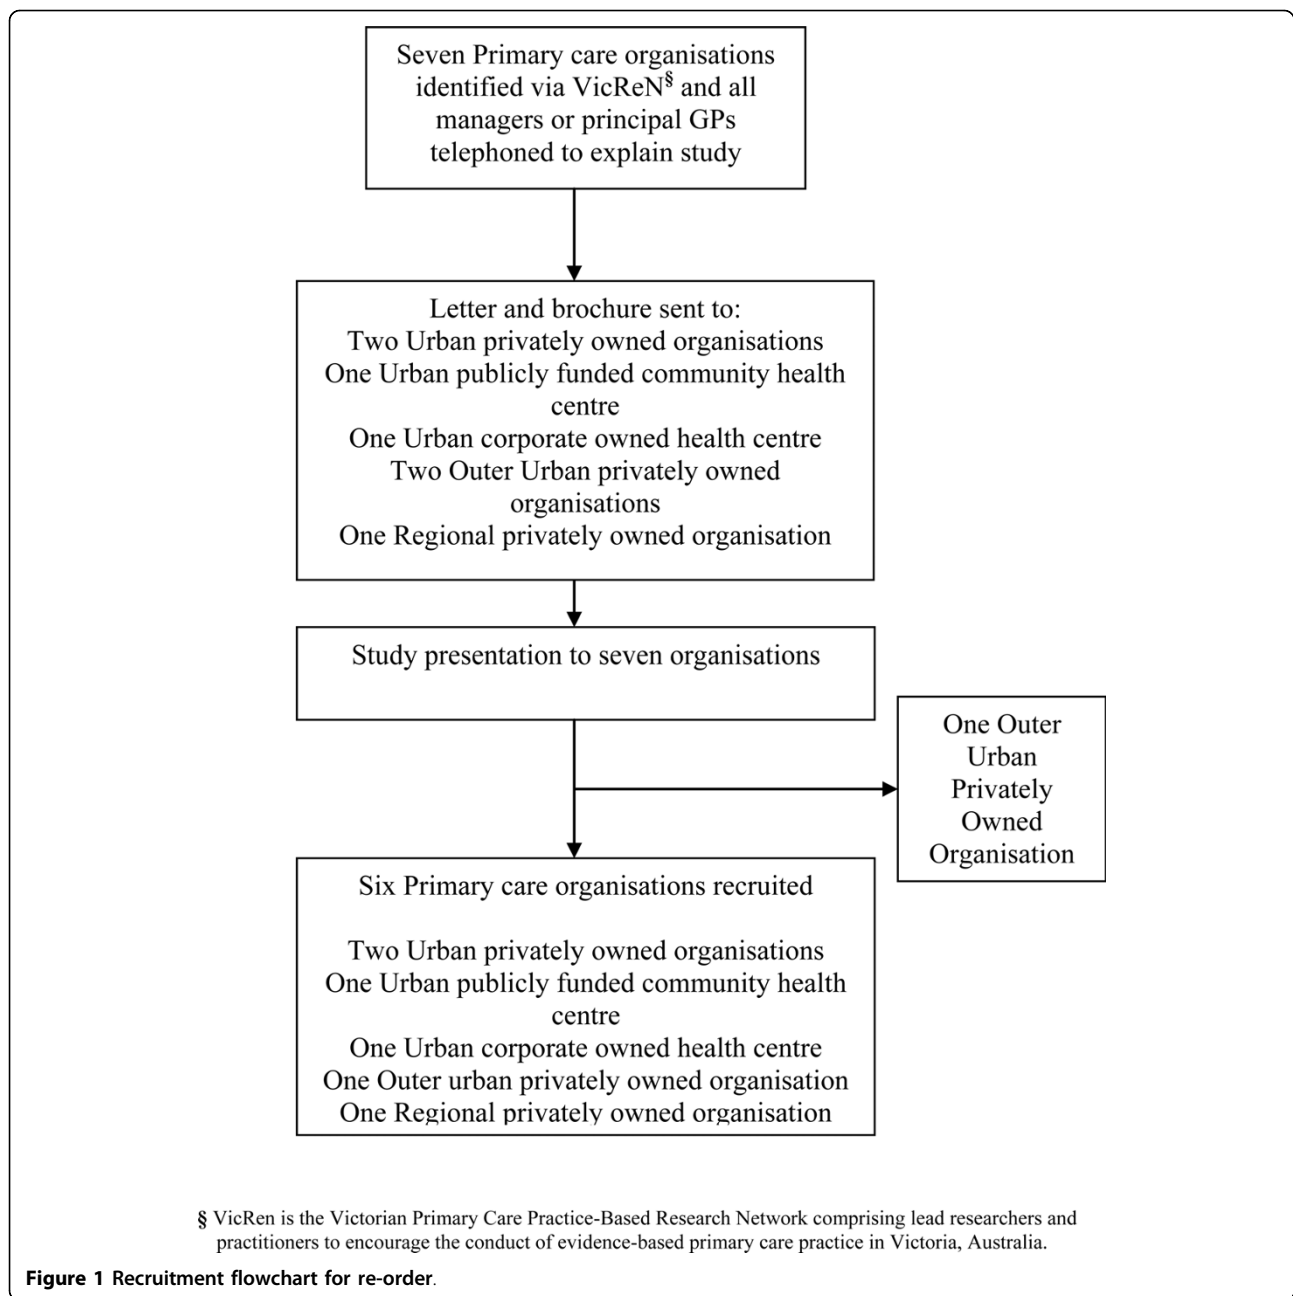 Seven Primary care organisations
identified via VicReN§ and all
managers or principal GPs
telephoned to explain study
Letter and brochure sent to:
Two Urban privately owned organisations
One Urban publicly funded community health
centre
One Urban corporate owned health centre
Two Outer Urban privately owned
organisations
One Regional privately owned organisation
Study presentation to seven organisations
One Outer
Urban
Privately
Owned
Organisation
Six Primary care organisations recruited
Two Urban privately owned organisations
One Urban publicly funded community health
centre
One Urban corporate owned health centre
One Outer urban privately owned organisation
One Regional privately owned organisation
§ VicRen is the Victorian Primary Care Practice-Based Research Network comprising lead researchers and
practitioners to encourage the conduct of evidence-based primary care practice in Victoria, Australia.
Figure 1 Recruitment flowchart for re-order.